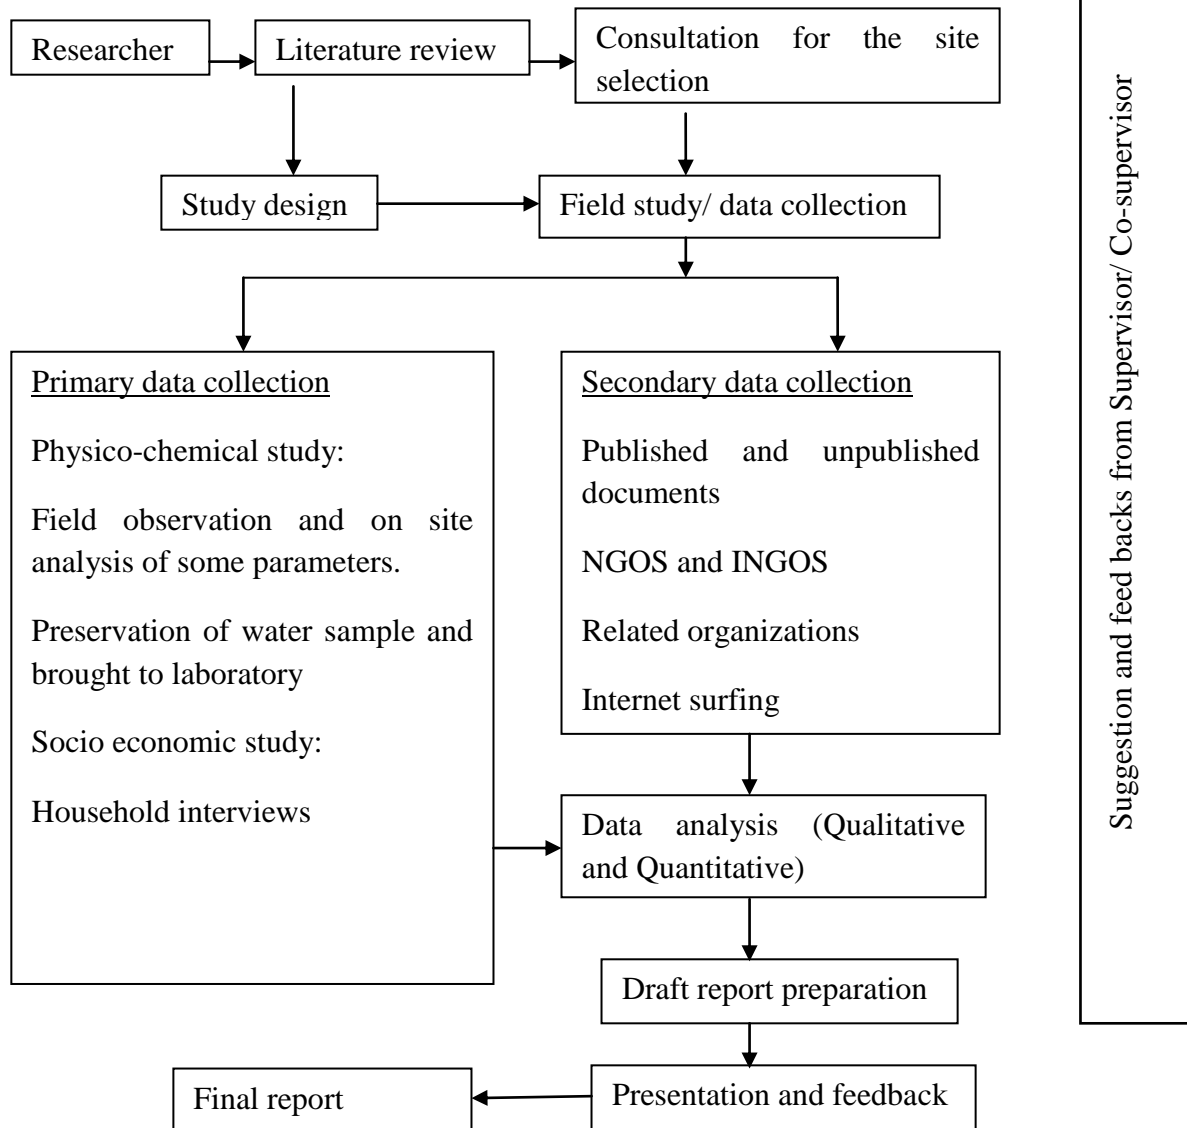 Researcher
Literature review
Consultation for the site
selection
Study design
Field study/ data collection
Primary data collection
Physico-chemical study:
Field observation and on site
analysis of some parameters.
Preservation of water sample and
brought to laboratory
Socio economic study:
Household interviews
Secondary data collection
Published and unpublished
documents
NGOS and INGOS
Related organizations
Internet surfing
Data analysis (Qualitative
and Quantitative)
Draft report preparation
Presentation and feedback
Final report
Suggestion and feed backs from Supervisor/ Co-supervisor